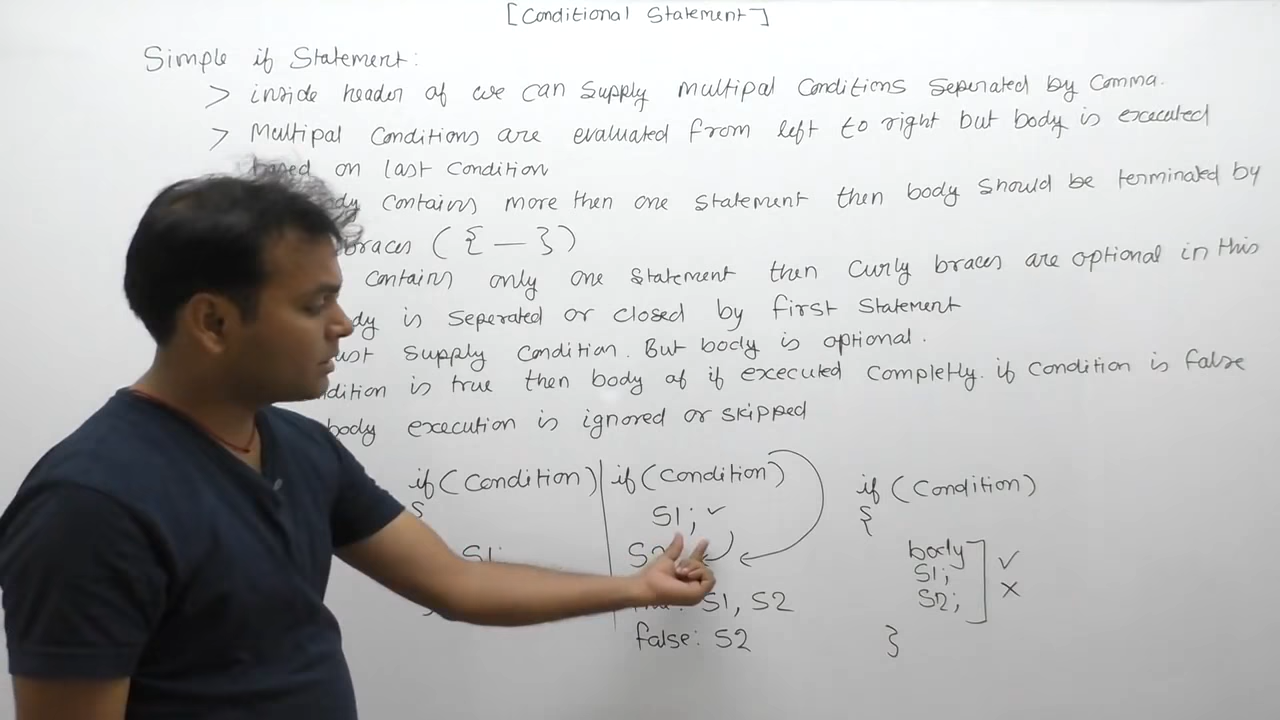 [Conditional Statement]
Simple if Statement:
> inside header of we can supply multipal conditions seperated by comma.
> Multipal conditions are evaluated from left to right but body is executed
based on last condition
dy contains more then one statement then body should be terminated by
braces ( { — } )
contains only one statement then curly braces are optional in this
dy is seperated or closed by first statement
ust supply condition. But body is optional.
dition is true then body of if executed completly. if condition is false
body execution is ignored or skipped
if (Condition)
{
S1;
if (Condition)
S1; ✓
S2
S1, S2
false: S2
if (Condition)
{
body
S1; ✓
S2; ✗
}